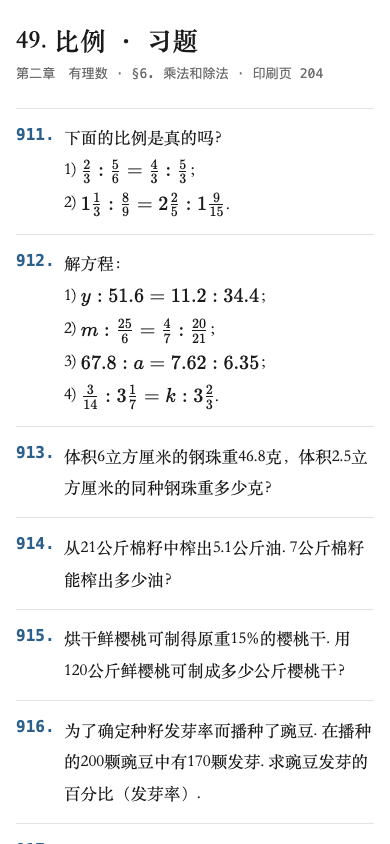 49. 比例 · 习题
第二章 有理数 · §6. 乘法和除法 · 印刷页 204
911. 下面的比例是真的吗?
1) 2/3 : 5/6 = 4/3 : 5/3;
2) 1 1/3 : 8/9 = 2 2/5 : 1 9/15.
912. 解方程:
1) y : 51.6 = 11.2 : 34.4;
2) m : 25/6 = 4/7 : 20/21;
3) 67.8 : a = 7.62 : 6.35;
4) 3/14 : 3 1/7 = k : 3 2/3.
913. 体积6立方厘米的钢珠重46.8克, 体积2.5立
方厘米的同种钢珠重多少克?
914. 从21公斤棉籽中榨出5.1公斤油. 7公斤棉籽
能榨出多少油?
915. 烘干鲜樱桃可制得原重15%的樱桃干. 用
120公斤鲜樱桃可制成多少公斤樱桃干?
916. 为了确定种籽发芽率而播种了豌豆. 在播种
的200颗豌豆中有170颗发芽. 求豌豆发芽的
百分比（发芽率）.